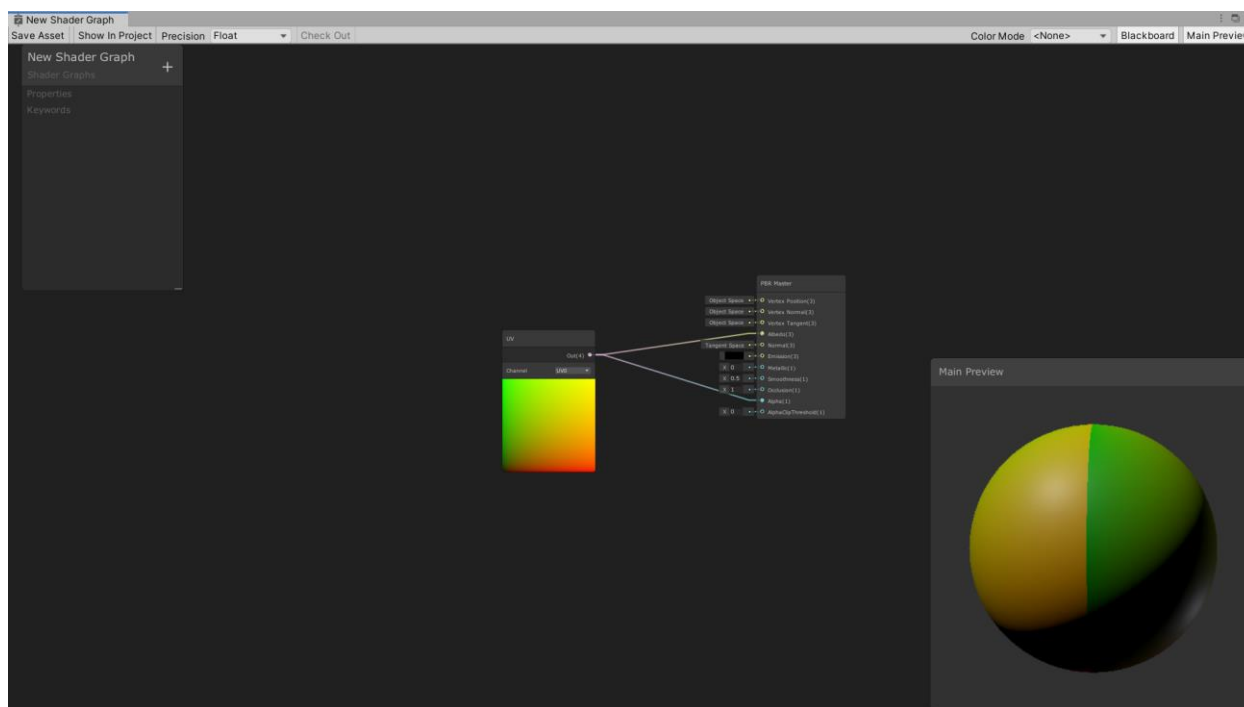 New Shader Graph
Save Asset Show In Project Precision Float Check Out Color Mode <None> Blackboard Main Preview
New Shader Graph
Shader Graphs
Properties
Keywords
PBR Master
Object Space Vertex Position(3)
Object Space Vertex Normal(3)
Object Space Vertex Tangent(3)
Albedo(3)
Tangent Space Normal(3)
Emission(3)
X 0 Metallic(1)
X 0.5 Smoothness(1)
X 1 Occlusion(1)
Alpha(1)
X 0 AlphaClipThreshold(1)
UV
Out(4)
Channel UV0
Main Preview